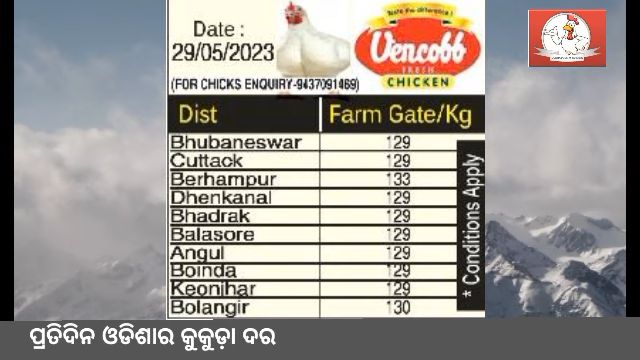 Date :
29/05/2023
Taste the difference!
Vencobb
FRESH
CHICKEN
(FOR CHICKS ENQUIRY-9437091469)
Dist Farm Gate/Kg
Bhubaneswar 129
Cuttack 129
Berhampur 133
Dhenkanal 129
Bhadrak 129
Balasore 129
Angul 129
Boinda 129
Keonjhar 129
Bolangir 130
* Conditions Apply
ପ୍ରତିଦିନ ଓଡିଶାର କୁକୁଡ଼ା ଦର